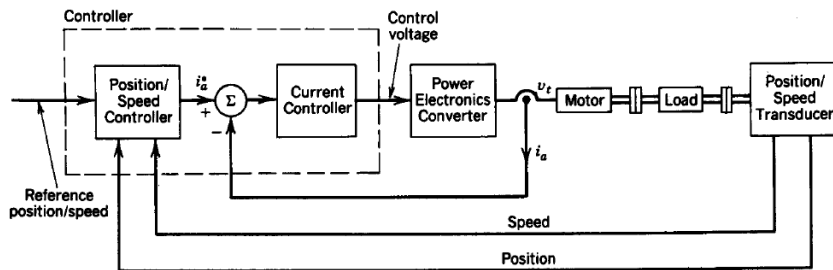 Controller
Control
voltage
Position/
Speed
Controller
i*a
+
−
Σ
Current
Controller
Power
Electronics
Converter
vt
ia
Motor
Load
Position/
Speed
Transducer
Reference
position/speed
Speed
Position